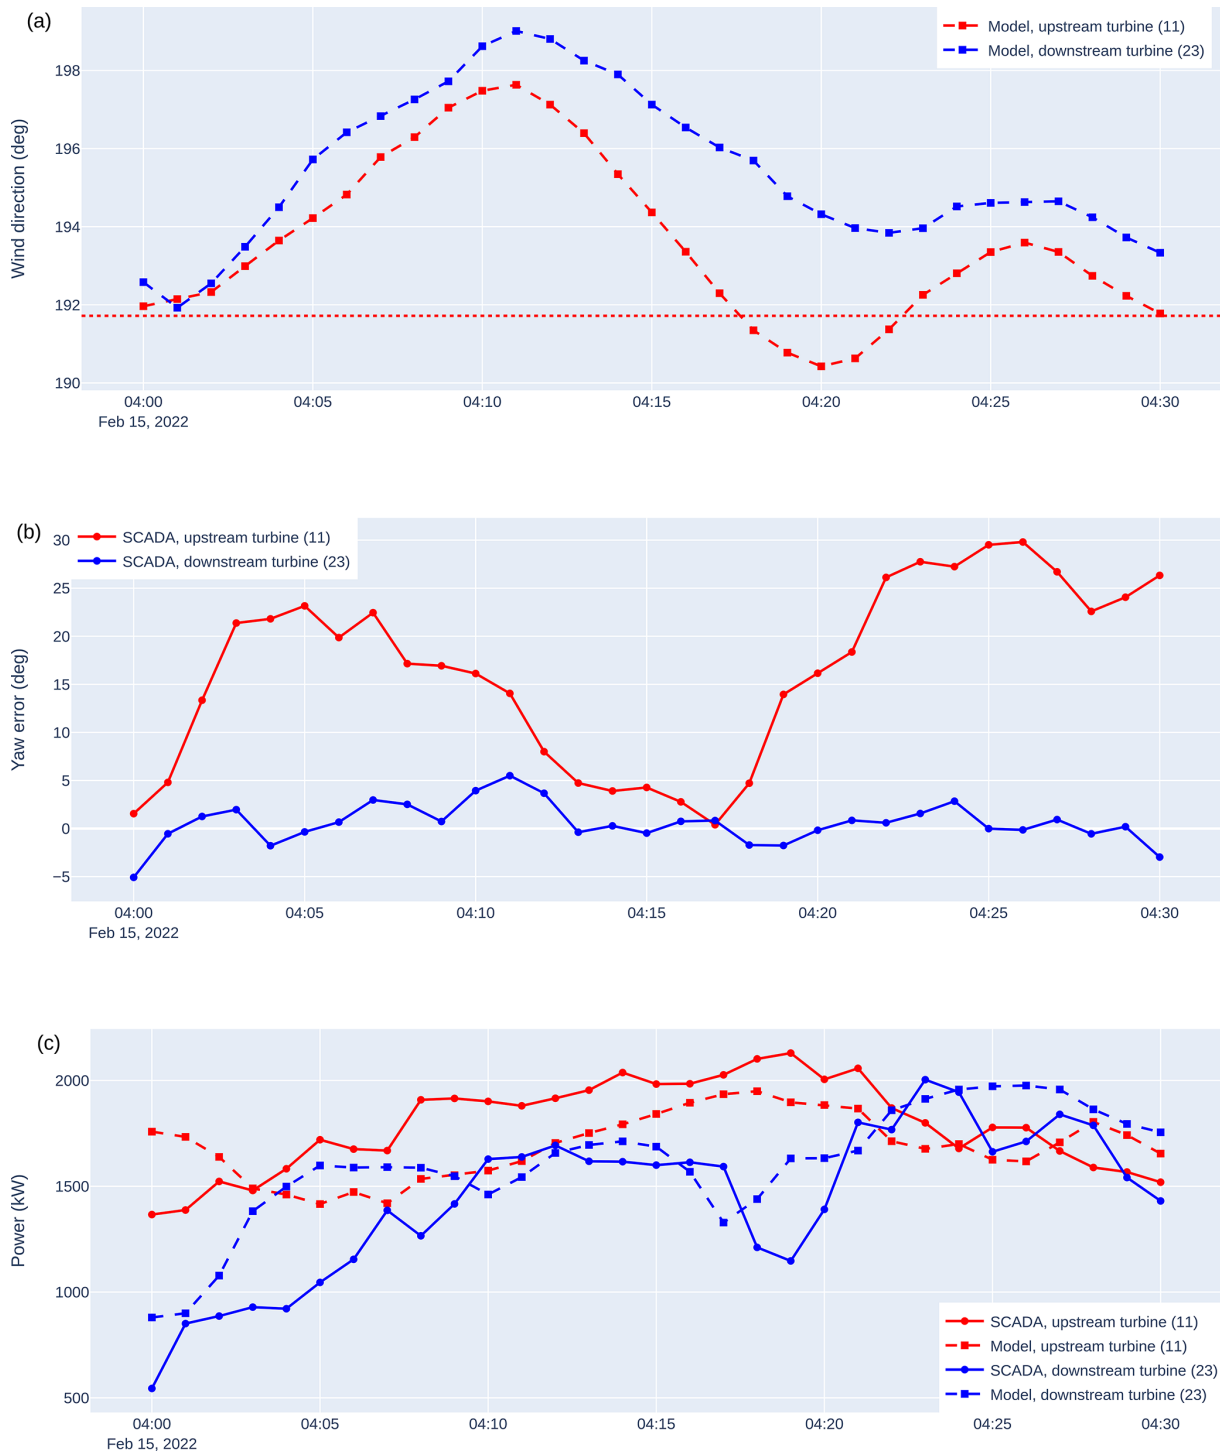 (a)
Model, upstream turbine (11)
Model, downstream turbine (23)
Wind direction (deg)
198
196
194
192
190
04:00
04:05
04:10
04:15
04:20
04:25
04:30
Feb 15, 2022
(b)
SCADA, upstream turbine (11)
SCADA, downstream turbine (23)
Yaw error (deg)
30
25
20
15
10
5
0
−5
04:00
04:05
04:10
04:15
04:20
04:25
04:30
Feb 15, 2022
(c)
Power (kW)
2000
1500
1000
500
SCADA, upstream turbine (11)
Model, upstream turbine (11)
SCADA, downstream turbine (23)
Model, downstream turbine (23)
04:00
04:05
04:10
04:15
04:20
04:25
04:30
Feb 15, 2022